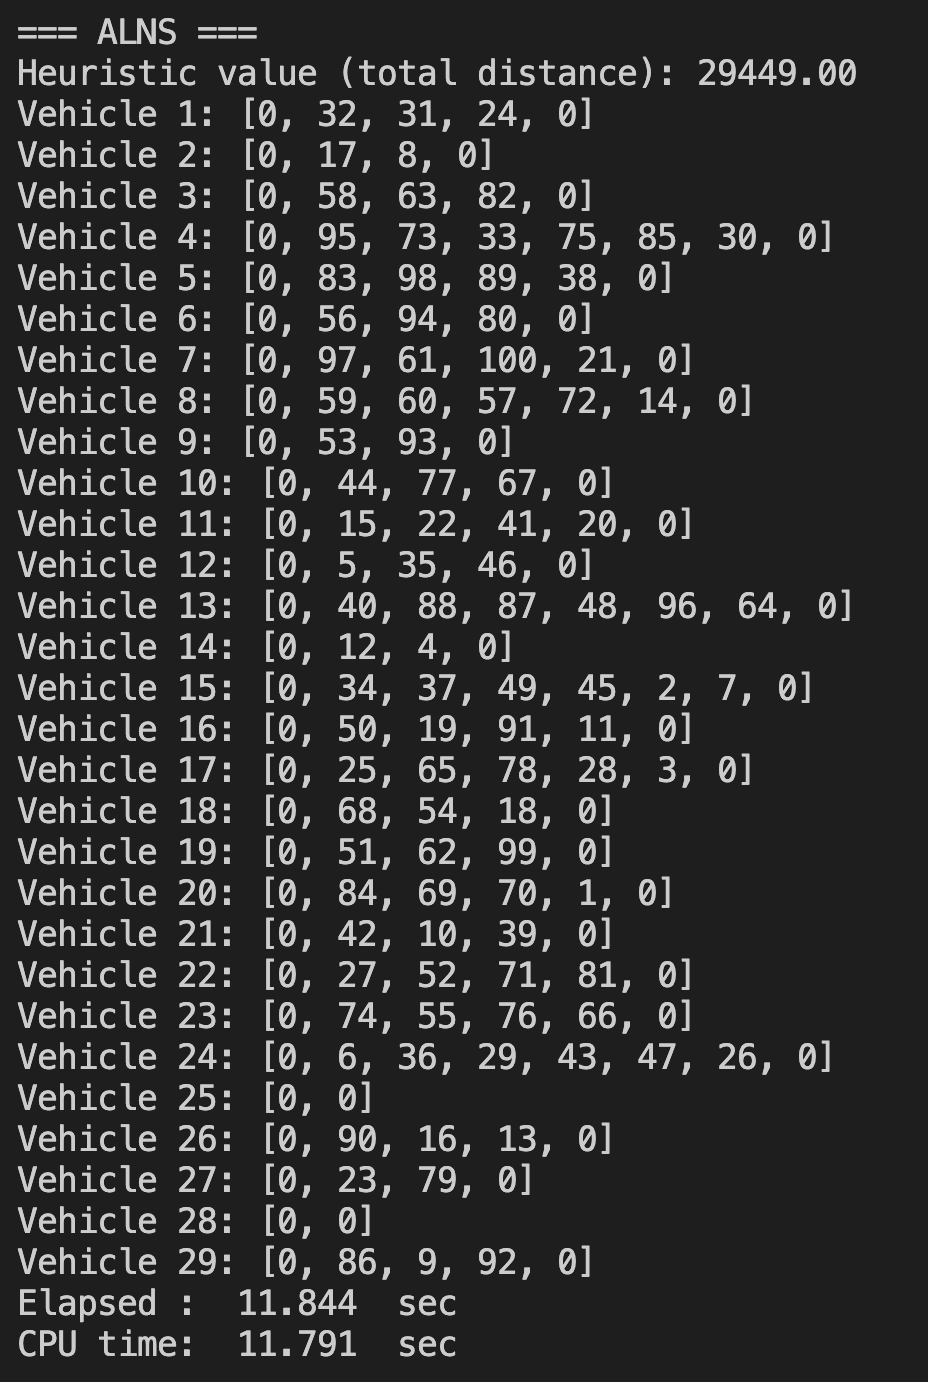 === ALNS ===
Heuristic value (total distance): 29449.00
Vehicle 1: [0, 32, 31, 24, 0]
Vehicle 2: [0, 17, 8, 0]
Vehicle 3: [0, 58, 63, 82, 0]
Vehicle 4: [0, 95, 73, 33, 75, 85, 30, 0]
Vehicle 5: [0, 83, 98, 89, 38, 0]
Vehicle 6: [0, 56, 94, 80, 0]
Vehicle 7: [0, 97, 61, 100, 21, 0]
Vehicle 8: [0, 59, 60, 57, 72, 14, 0]
Vehicle 9: [0, 53, 93, 0]
Vehicle 10: [0, 44, 77, 67, 0]
Vehicle 11: [0, 15, 22, 41, 20, 0]
Vehicle 12: [0, 5, 35, 46, 0]
Vehicle 13: [0, 40, 88, 87, 48, 96, 64, 0]
Vehicle 14: [0, 12, 4, 0]
Vehicle 15: [0, 34, 37, 49, 45, 2, 7, 0]
Vehicle 16: [0, 50, 19, 91, 11, 0]
Vehicle 17: [0, 25, 65, 78, 28, 3, 0]
Vehicle 18: [0, 68, 54, 18, 0]
Vehicle 19: [0, 51, 62, 99, 0]
Vehicle 20: [0, 84, 69, 70, 1, 0]
Vehicle 21: [0, 42, 10, 39, 0]
Vehicle 22: [0, 27, 52, 71, 81, 0]
Vehicle 23: [0, 74, 55, 76, 66, 0]
Vehicle 24: [0, 6, 36, 29, 43, 47, 26, 0]
Vehicle 25: [0, 0]
Vehicle 26: [0, 90, 16, 13, 0]
Vehicle 27: [0, 23, 79, 0]
Vehicle 28: [0, 0]
Vehicle 29: [0, 86, 9, 92, 0]
Elapsed :  11.844  sec
CPU time:  11.791  sec